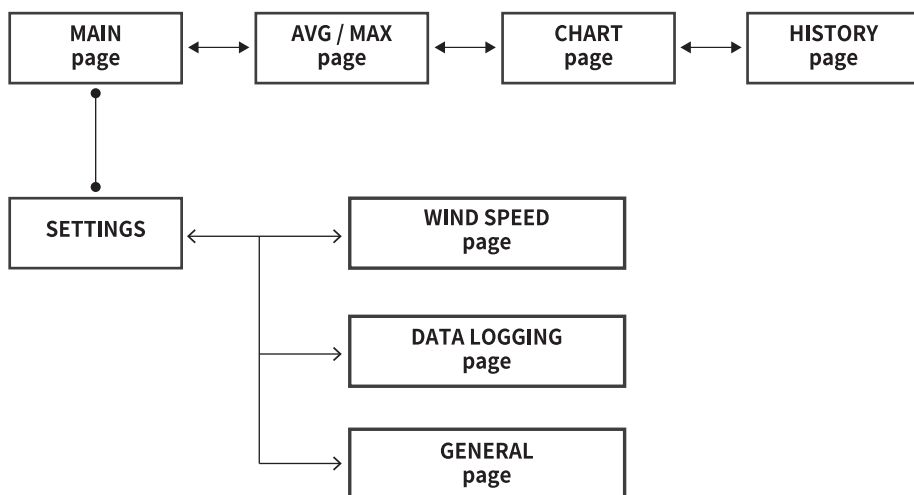 MAIN
page
AVG / MAX
page
CHART
page
HISTORY
page
SETTINGS
WIND SPEED
page
DATA LOGGING
page
GENERAL
page